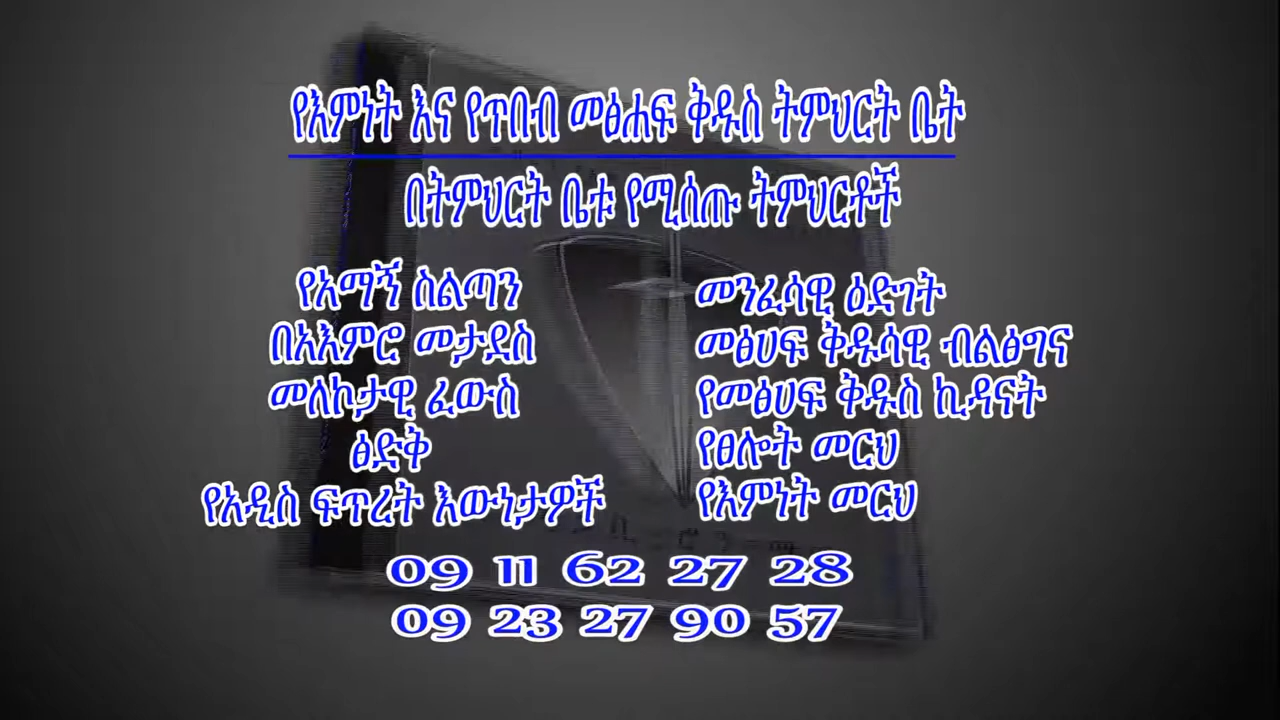 የእምነት እና የጥበብ መፅሐፍ ቅዱስ ትምህርት ቤት
በትምህርት ቤቱ የሚሰጡ ትምህርቶች
የአማኝ ስልጣን
በአእምሮ መታደስ
መለኮታዊ ፈውስ
ፅድቅ
የአዲስ ፍጥረት እውነታዎች
መንፈሳዊ ዕድገት
መፅሀፍ ቅዱሳዊ ብልፅግና
የመፅሀፍ ቅዱስ ኪዳናት
የፀሎት መርህ
የእምነት መርህ
09 11 62 27 28
09 23 27 90 57